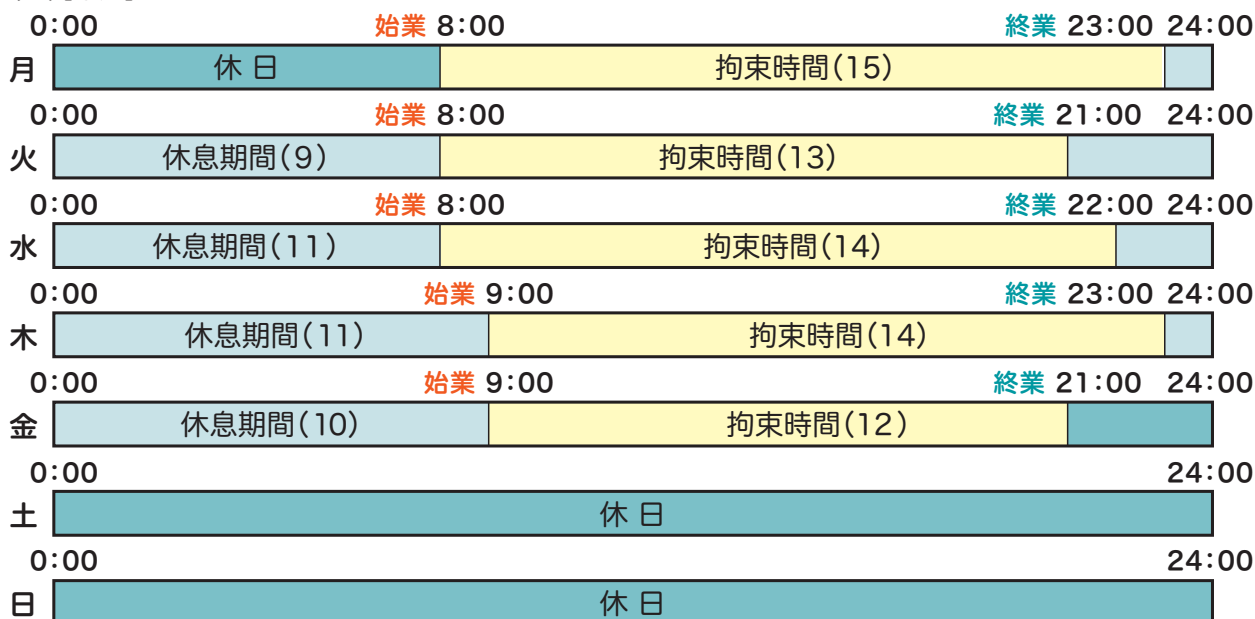 0:00 始業 8:00 終業 23:00 24:00
月 休 日 拘束時間(15)
0:00 始業 8:00 終業 21:00 24:00
火 休息期間(9) 拘束時間(13)
0:00 始業 8:00 終業 22:00 24:00
水 休息期間(11) 拘束時間(14)
0:00 始業 9:00 終業 23:00 24:00
木 休息期間(11) 拘束時間(14)
0:00 始業 9:00 終業 21:00 24:00
金 休息期間(10) 拘束時間(12)
0:00 24:00
土 休 日
0:00 24:00
日 休 日